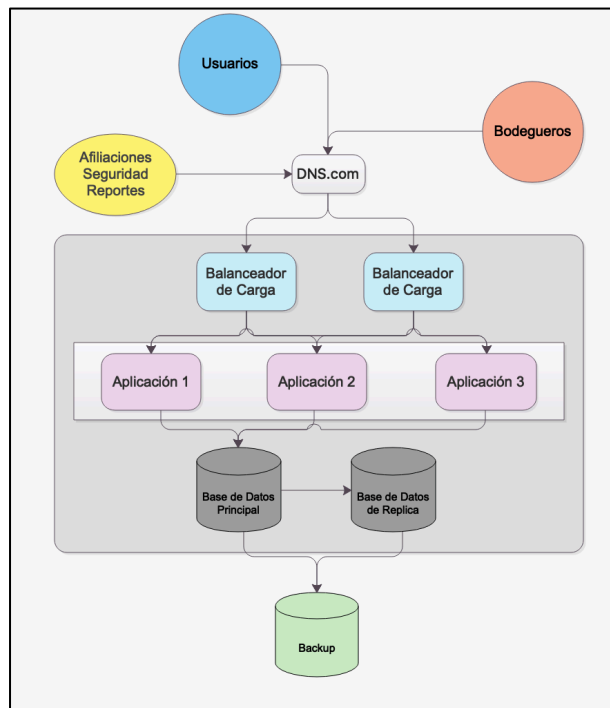 Usuarios
Bodegueros
Afiliaciones
Seguridad
Reportes
DNS.com
Balanceador
de Carga
Balanceador
de Carga
Aplicación 1
Aplicación 2
Aplicación 3
Base de Datos
Principal
Base de Datos
de Replica
Backup